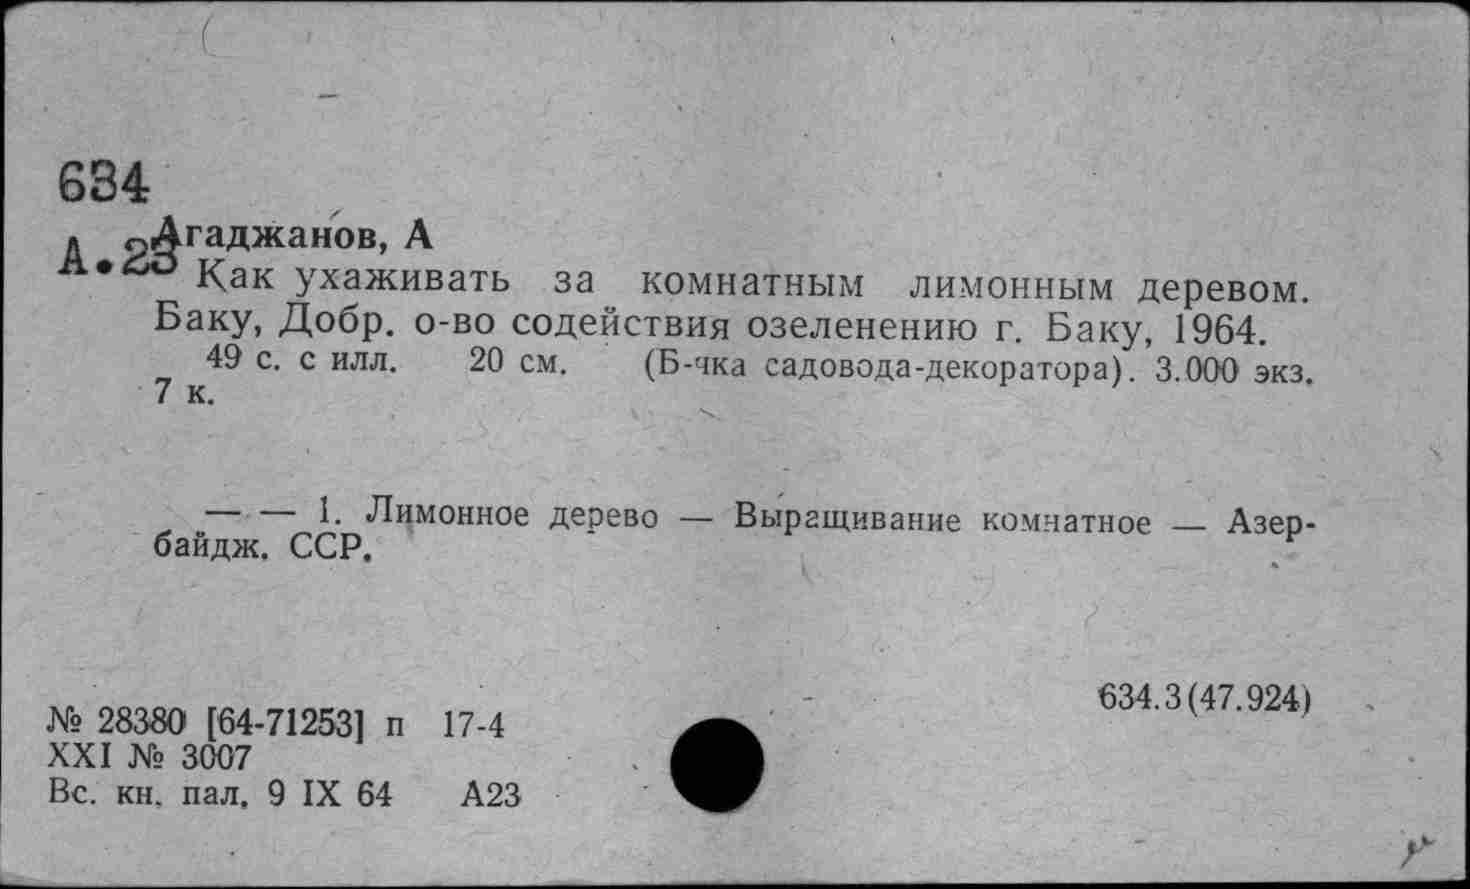 634
А.23
Агаджанов, А
Как ухаживать за комнатным лимонным деревом.
Баку, Добр. о-во содействия озеленению г. Баку, 1964.
49 с. с илл. 20 см. (Б-чка садовода-декоратора). 3.000 экз.
7 к.
— — 1. Лимонное дерево — Выращивание комнатное — Азер-
байдж. ССР.
634.3(47.924)
№ 28380 [64-71253] п 17-4
XXI № 3007
Вс. кн. пал. 9 IX 64 А23